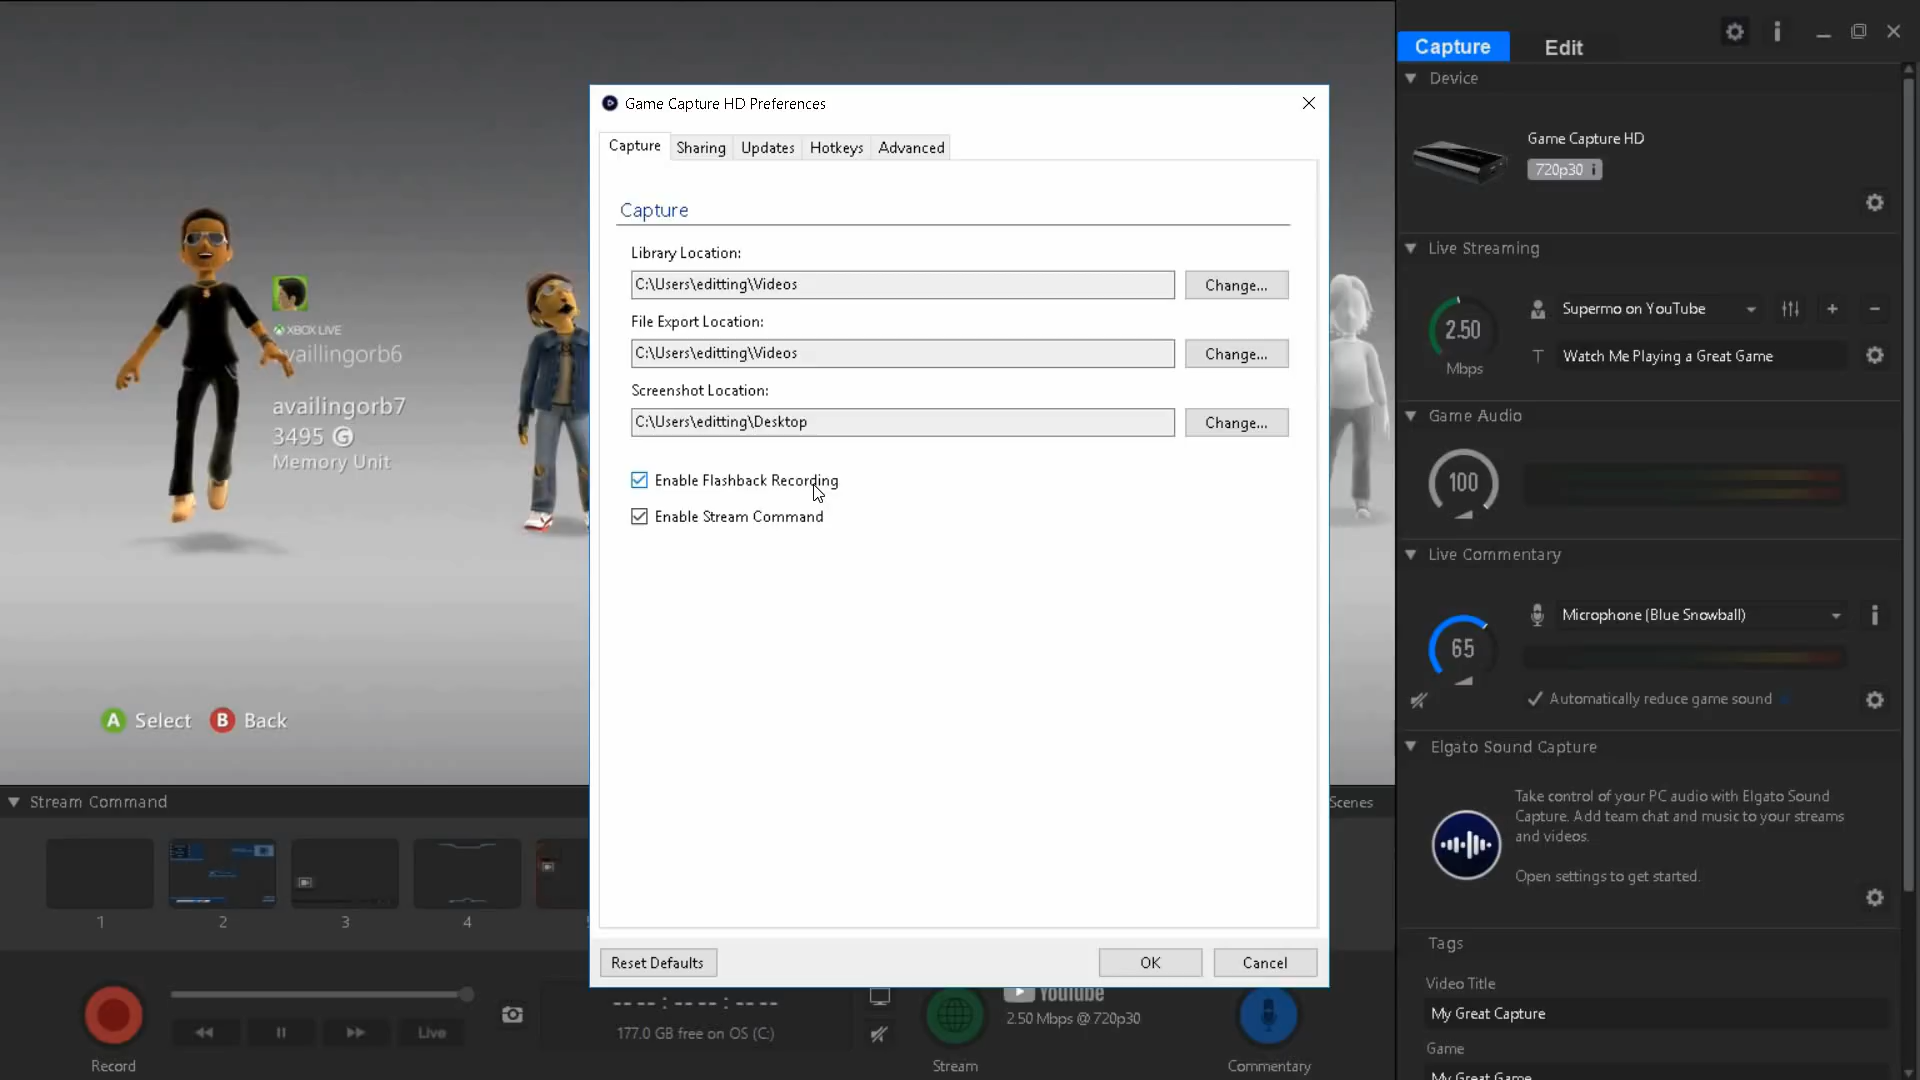 Capture
Edit
Device
Game Capture HD
720p30
Live Streaming
2.50
Mbps
Supermo on YouTube
Watch Me Playing a Great Game
Game Audio
100
Live Commentary
65
Microphone (Blue Snowball)
Automatically reduce game sound
Elgato Sound Capture
Take control of your PC audio with Elgato Sound
Capture. Add team chat and music to your streams
and videos.
Open settings to get started.
Tags
Video Title
My Great Capture
Game
My Great Game
Game Capture HD Preferences
Capture
Sharing
Updates
Hotkeys
Advanced
Capture
Library Location:
C:\Users\editting\Videos
Change...
File Export Location:
C:\Users\editting\Videos
Change...
Screenshot Location:
C:\Users\editting\Desktop
Change...
Enable Flashback Recording
Enable Stream Command
Reset Defaults
OK
Cancel
XBOX LIVE
availlingorb6
availingorb7
3495 G
Memory Unit
A Select
B Back
Stream Command
Scenes
1
2
3
4
Record
Live
-- -- : -- -- : -- --
177.0 GB free on OS (C:)
Stream
YouTube
2.50 Mbps @ 720p30
Commentary